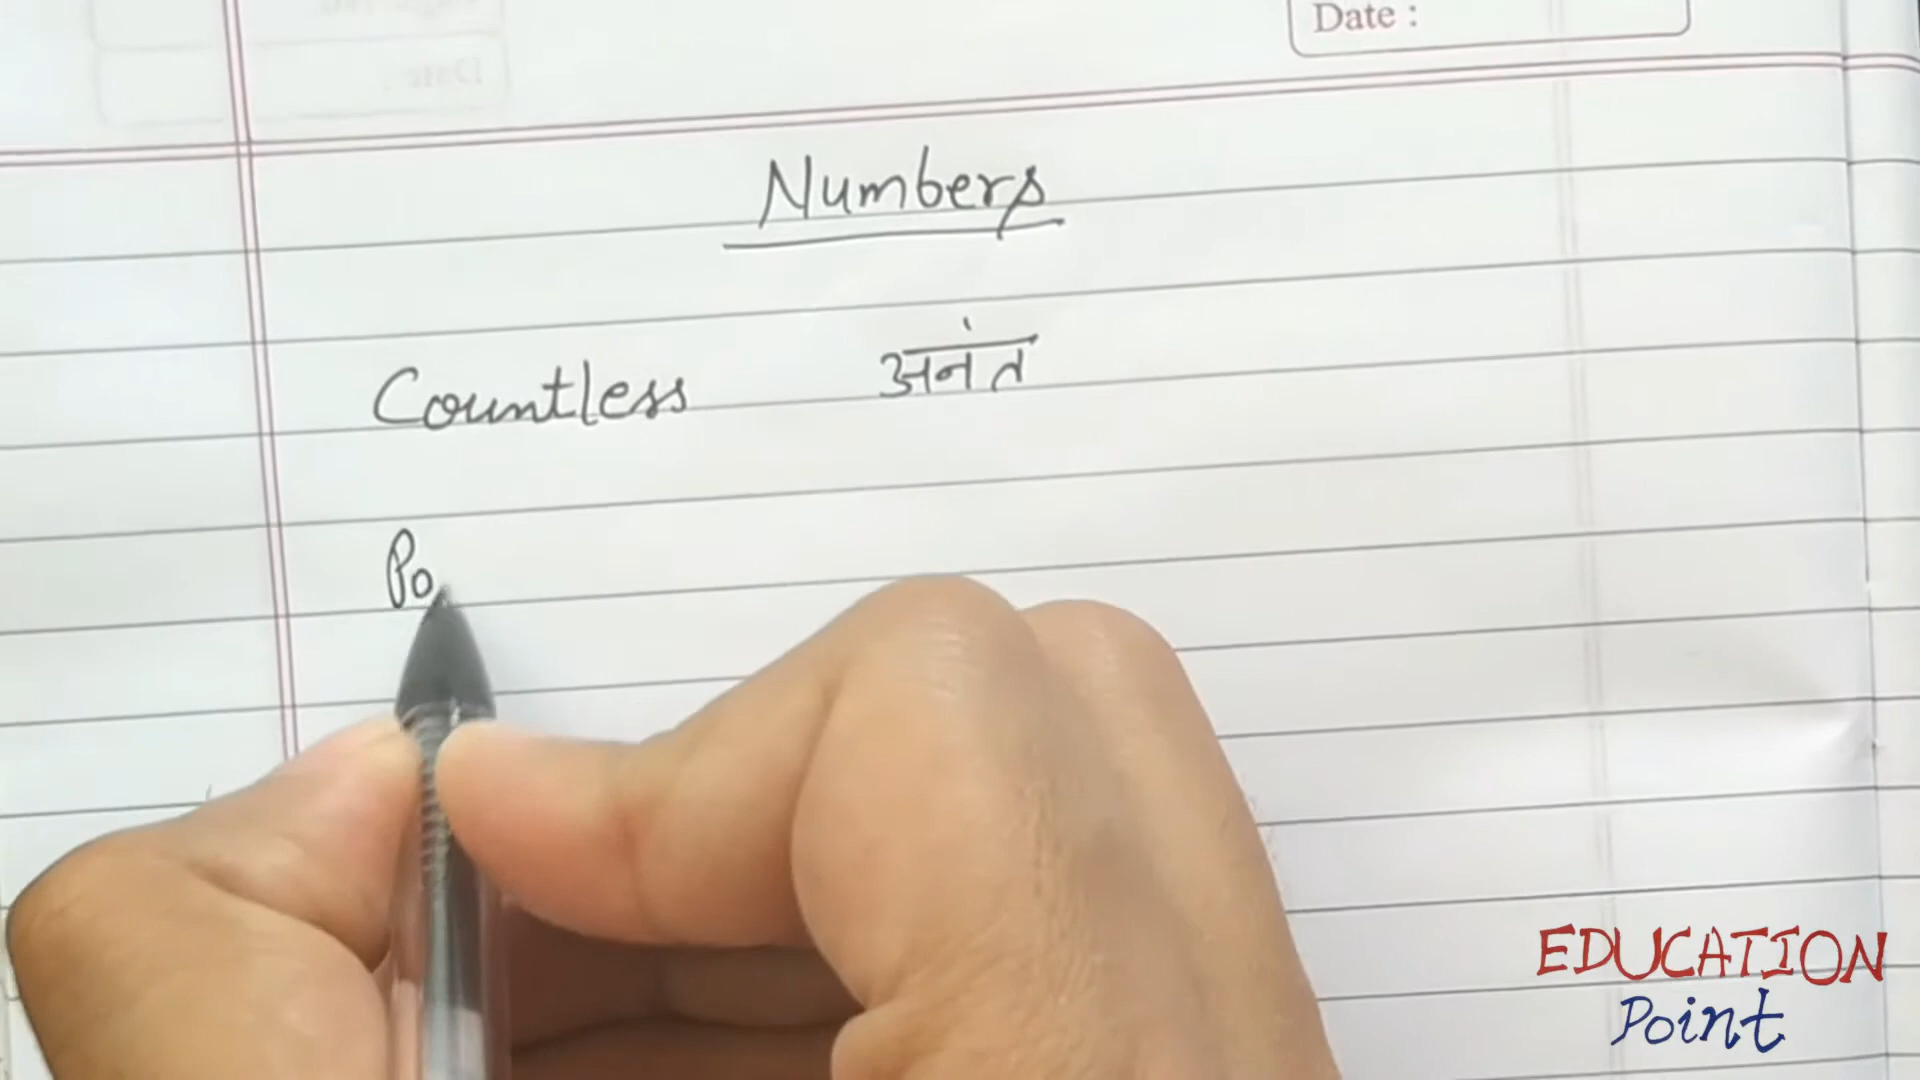 Date :
Numbers
Countless अनंत
Po
EDUCATION
Point